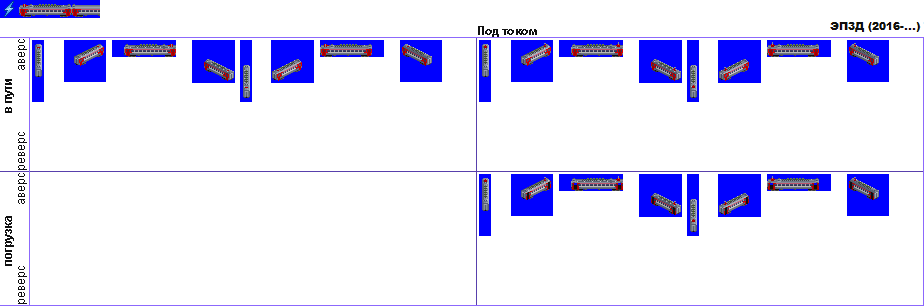 ЭП3Д (2016-...)
Под током
в пути
аверс
реверс
погрузка
аверс
реверс